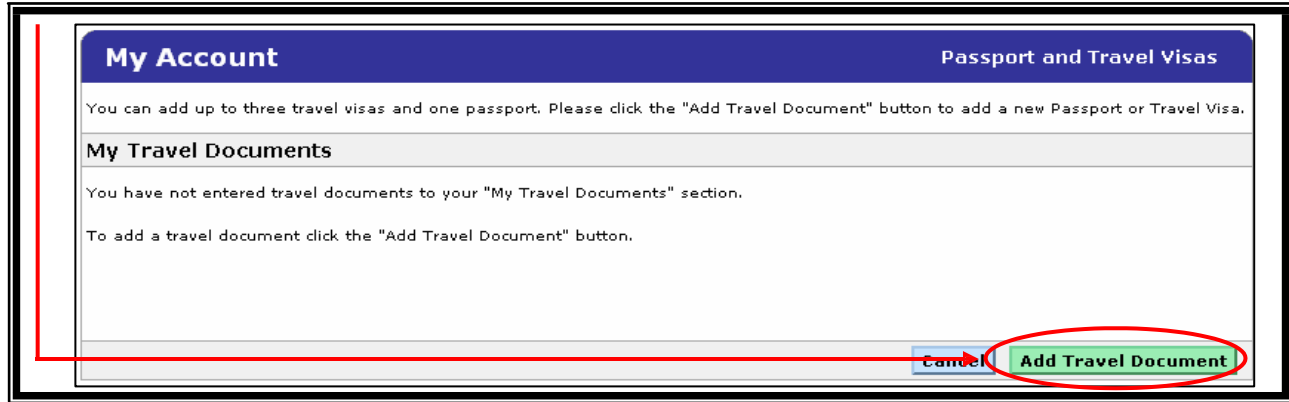 My Account
Passport and Travel Visas
You can add up to three travel visas and one passport. Please click the "Add Travel Document" button to add a new Passport or Travel Visa.
My Travel Documents
You have not entered travel documents to your "My Travel Documents" section.
To add a travel document click the "Add Travel Document" button.
Cancel
Add Travel Document